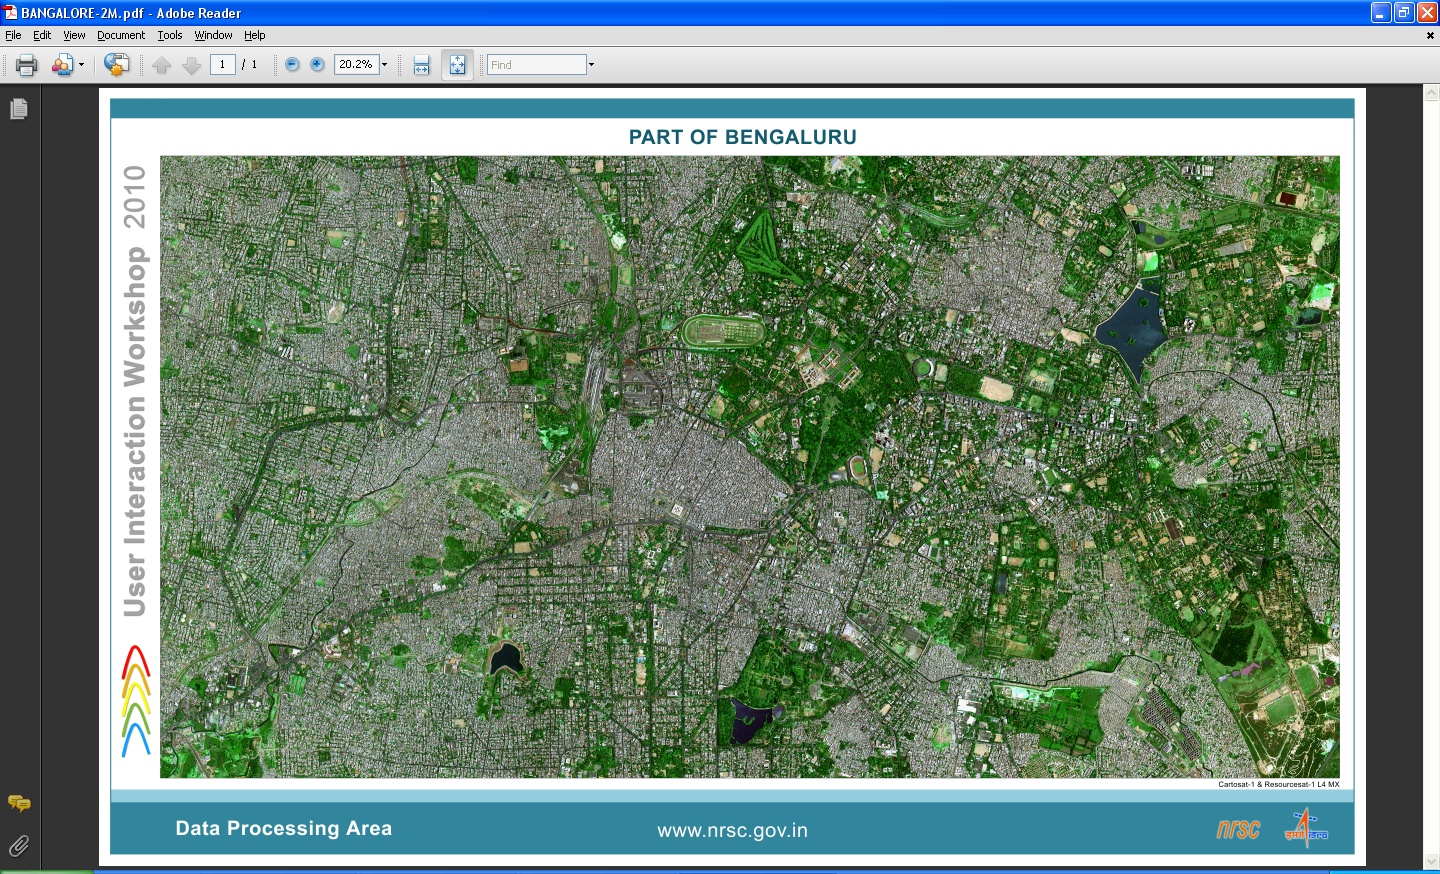 BANGALORE-2M.pdf - Adobe Reader
File Edit View Document Tools Window Help
1 / 1 20.2% Find
PART OF BENGALURU
User Interaction Workshop 2010
Cartosat-1 & Resourcesat-1 L4 MX
Data Processing Area
www.nrsc.gov.in
nrsc
इसरो isro